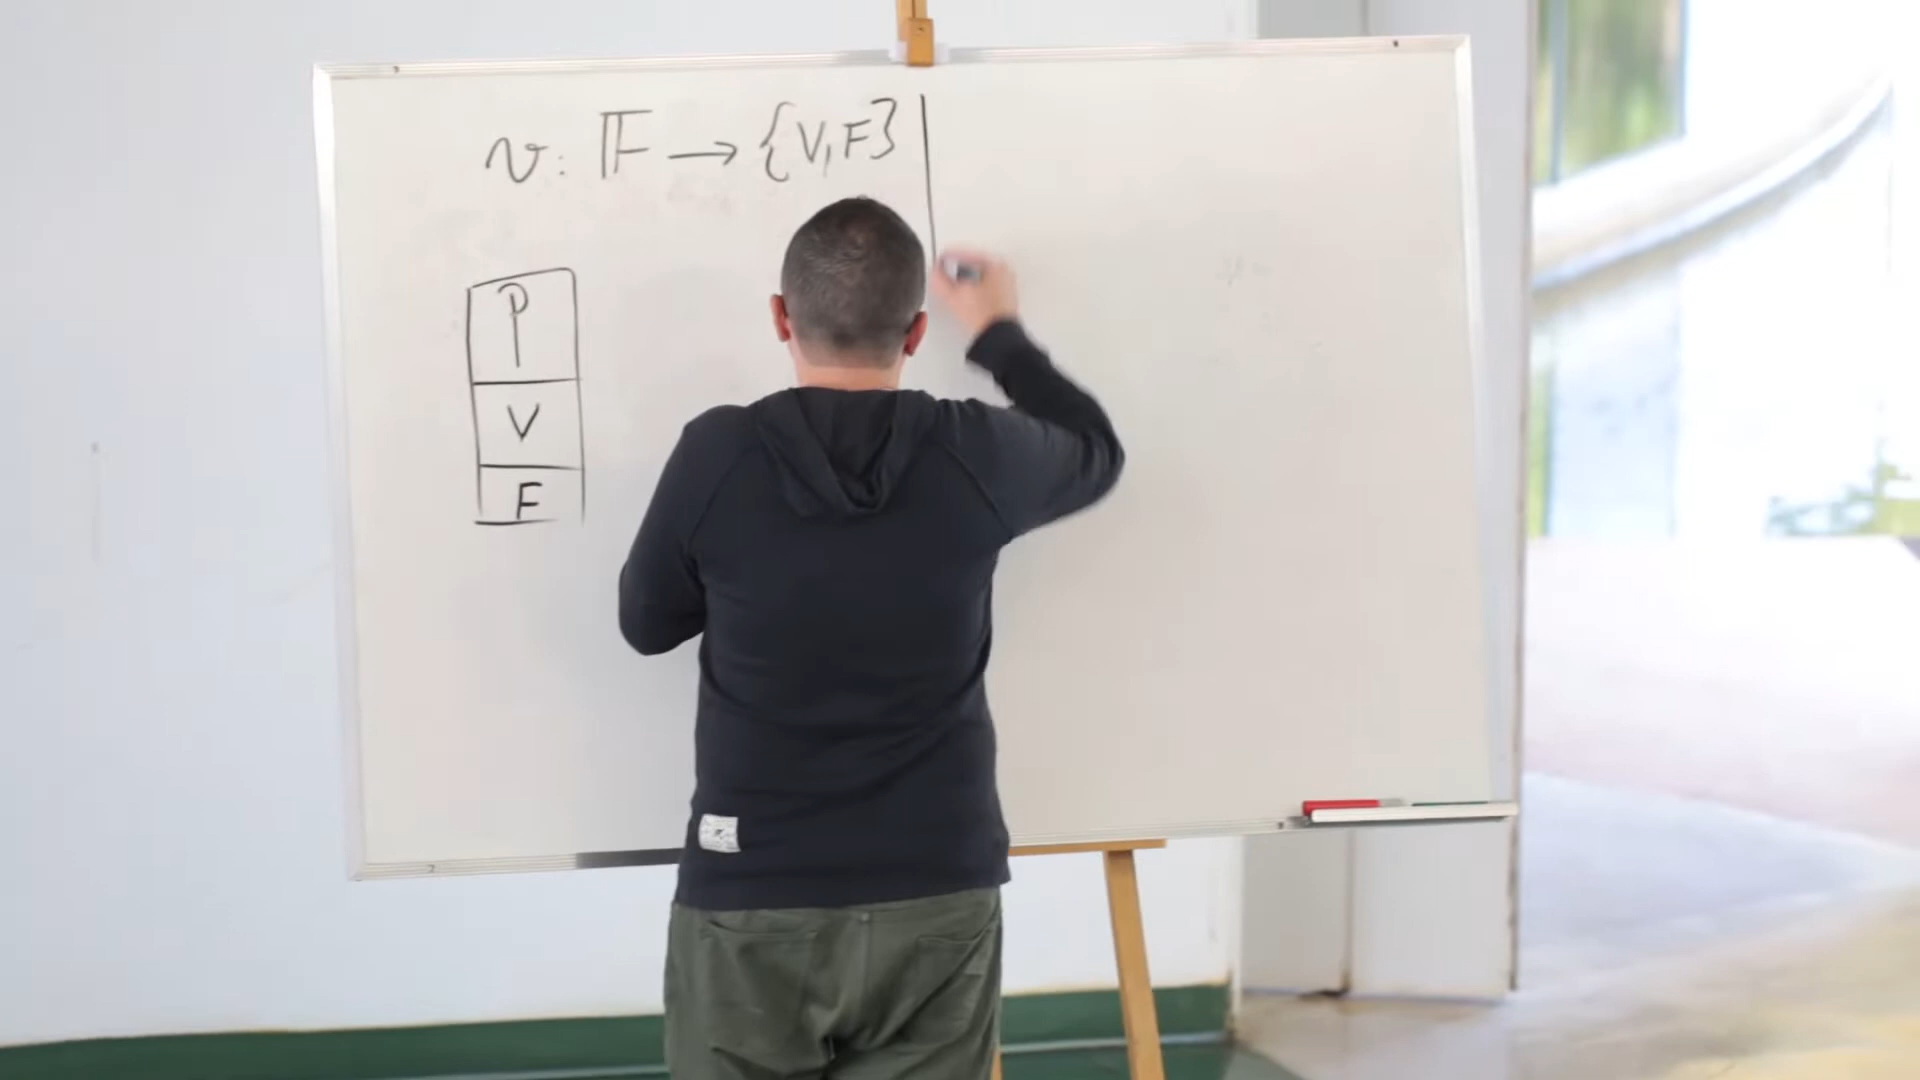 v: 𝔽 → {V, F}
P
V
F